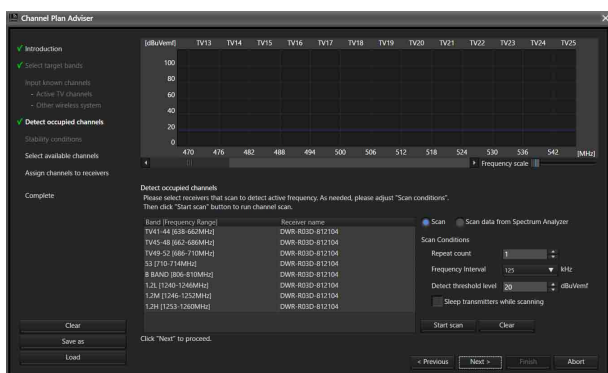 Channel Plan Adviser
Introduction
Select target bands
Input known channels
- Active TV channels
- Other wireless system
Detect occupied channels
Stability conditions
Select available channels
Assign channels to receivers
Complete
Clear
Save as
Load
[dBuVemf] TV13 TV14 TV15 TV16 TV17 TV18 TV19 TV20 TV21 TV22 TV23 TV24 TV25
100
80
60
40
20
0
470 476 482 488 494 500 506 512 518 524 530 536 542 [MHz]
Frequency scale
Detect occupied channels
Please select receivers that scan to detect active frequency. As needed, please adjust "Scan conditions".
Then click "Start scan" button to run channel scan.
Band [Frequency Range] Receiver name
TV41-44 [638-662MHz] DWR-R03D-812104
TV45-48 [662-686MHz] DWR-R03D-812104
TV49-52 [686-710MHz] DWR-R03D-812104
53 [710-714MHz] DWR-R03D-812104
B BAND [806-810MHz] DWR-R03D-812104
1.2L [1240-1246MHz] DWR-R03D-812104
1.2M [1246-1252MHz] DWR-R03D-812104
1.2H [1253-1260MHz] DWR-R03D-812104
Scan Scan data from Spectrum Analyzer
Scan Conditions
Repeat count 1
Frequency Interval 125 kHz
Detect threshold level 20 dBuVemf
Sleep transmitters while scanning
Start scan Clear
Click "Next" to proceed.
< Previous Next > Finish Abort